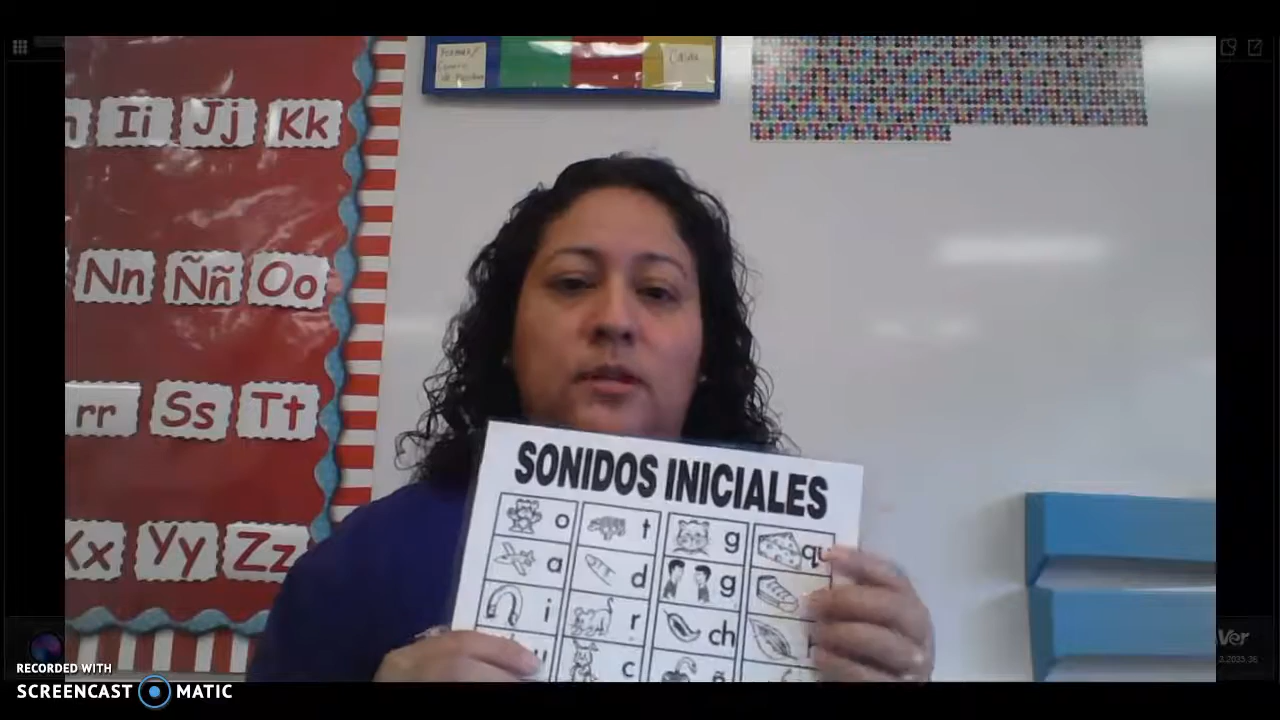 Ii Jj Kk
Nn Ññ Oo
rr Ss Tt
Xx Yy Zz
SONIDOS INICIALES
o t g qu
a d g
i r ch
c
RECORDED WITH
SCREENCAST MATIC